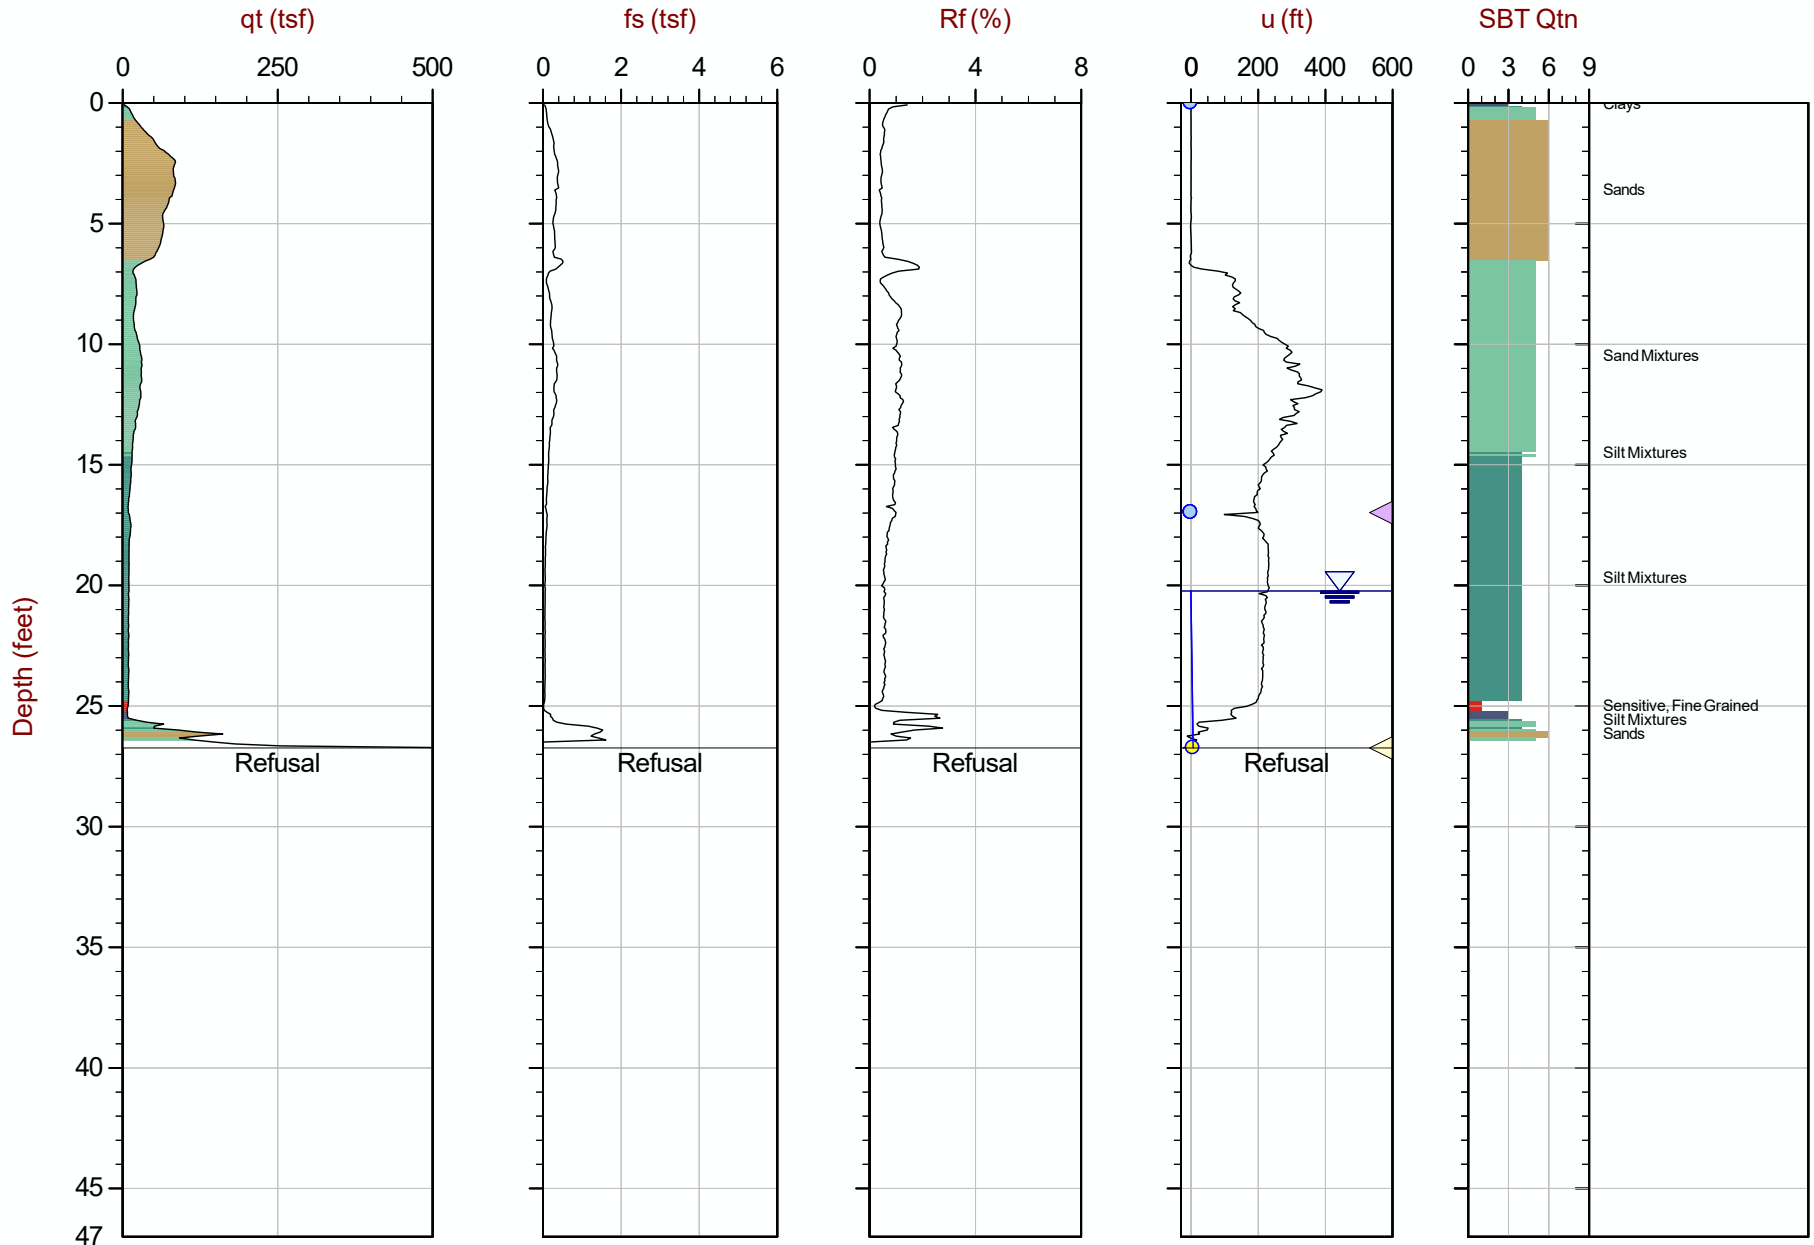 qt (tsf) fs (tsf) Rf (%) u (ft) SBT Qtn
0 250 500 0 2 4 6 0 4 8 0 200 400 600 0 3 6 9
0
Clays
Sands
5
10
Sand Mixtures
Silt Mixtures
15
Silt Mixtures
20
Depth (feet)
25
Sensitive, Fine Grained
Silt Mixtures
Sands
Refusal Refusal Refusal Refusal
30
35
40
45
47